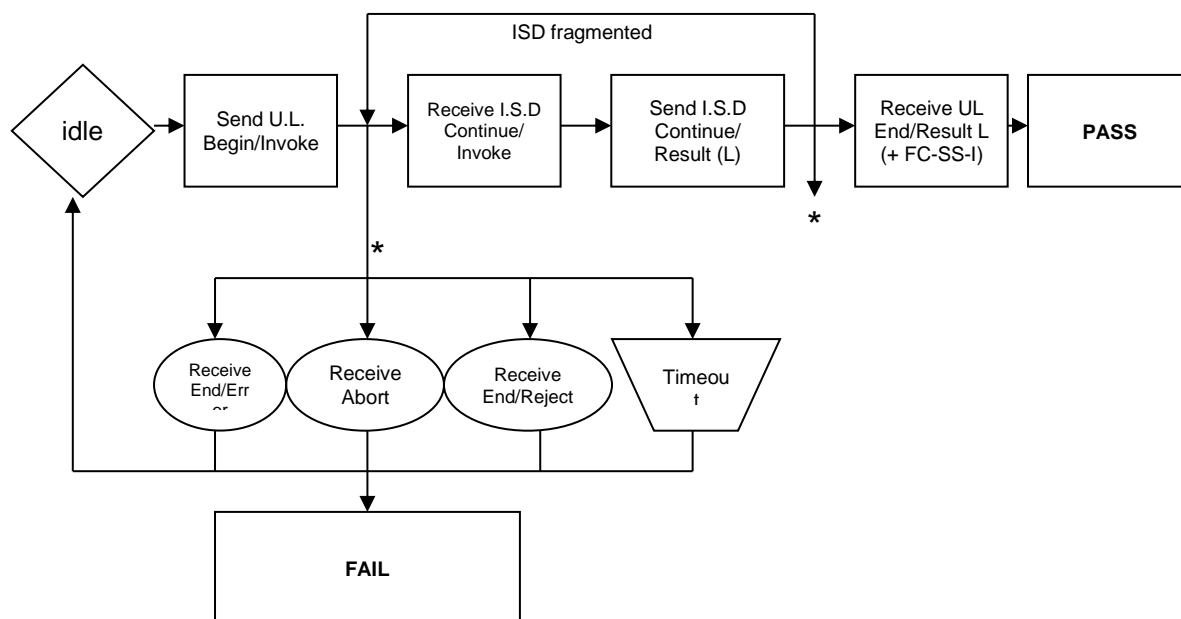 ISD fragmented
idle
Send U.L.
Begin/Invoke
Receive I.S.D
Continue/
Invoke
Send I.S.D
Continue/
Result (L)
Receive UL
End/Result L
(+ FC-SS-I)
PASS
*
*
Receive
End/Err
or
Receive
Abort
Receive
End/Reject
Timeou
t
FAIL